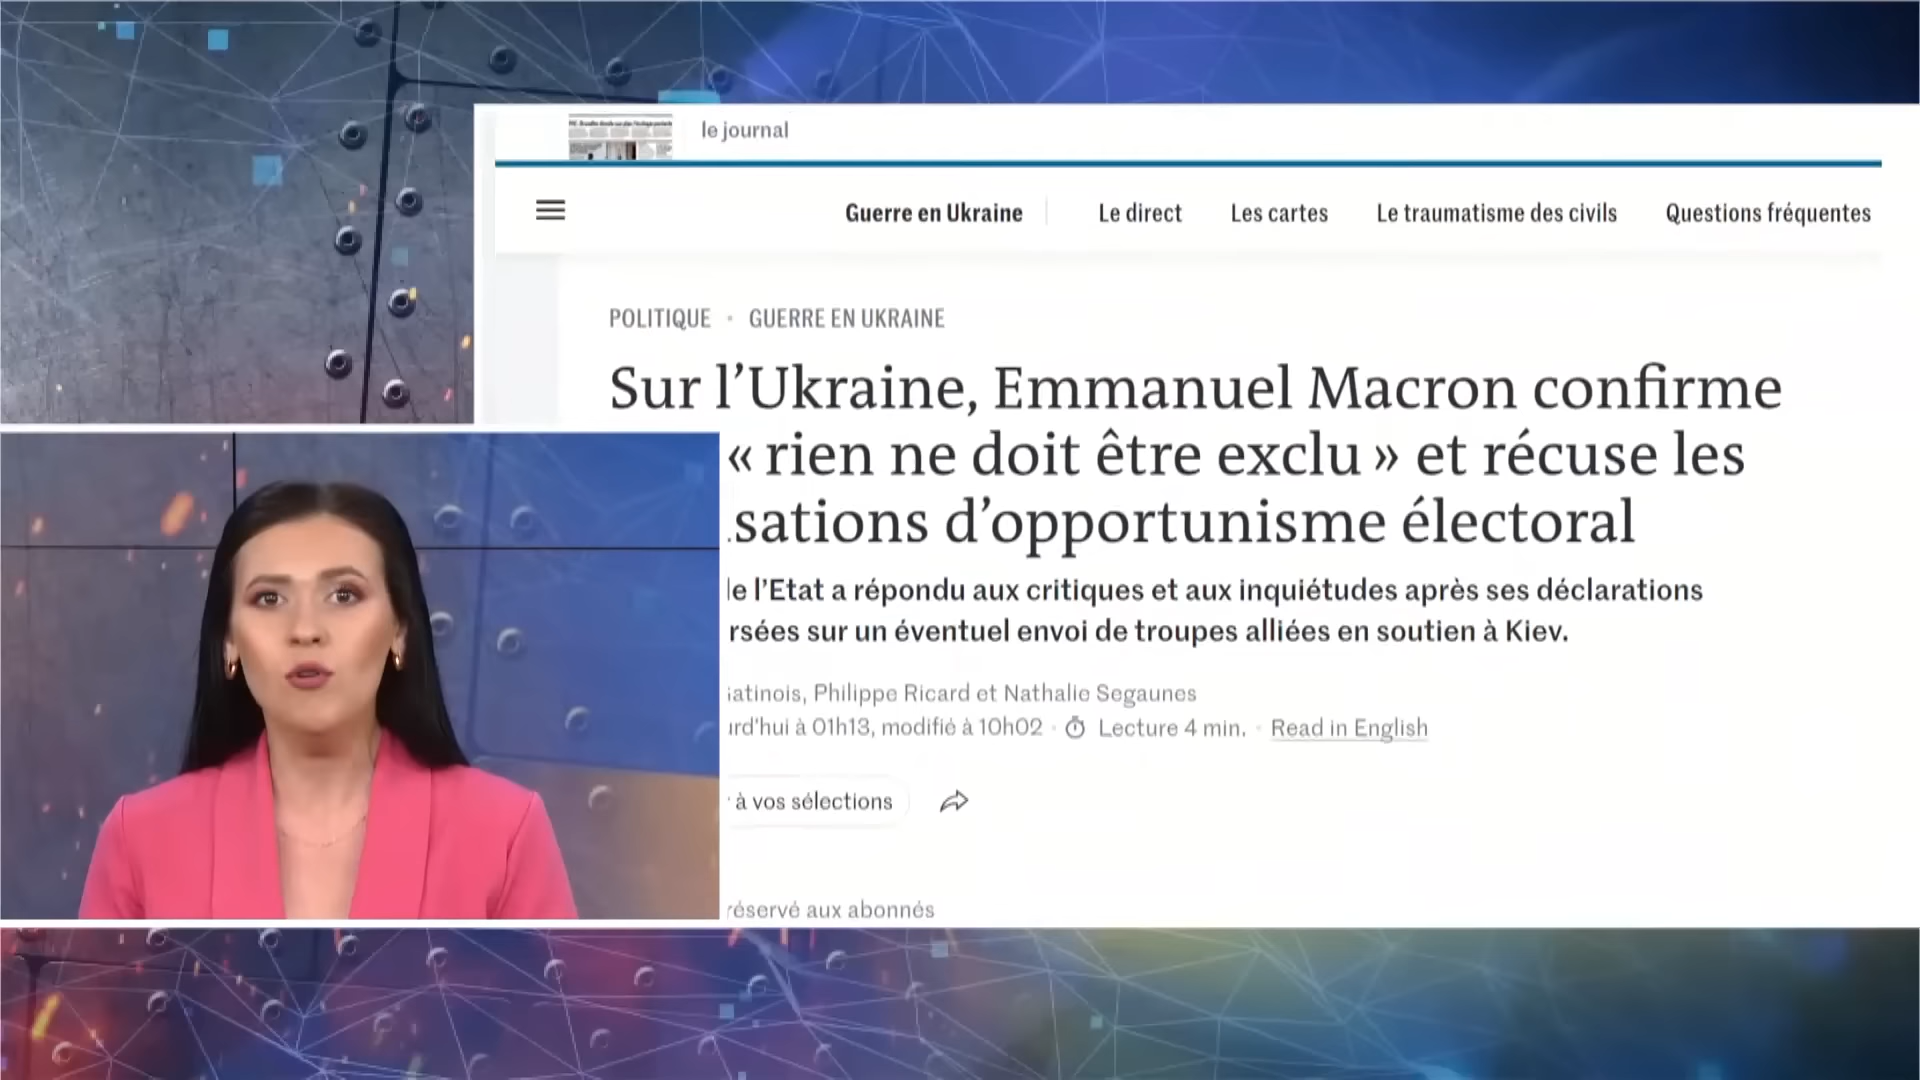 le journal
Guerre en Ukraine Le direct Les cartes Le traumatisme des civils Questions fréquentes
POLITIQUE • GUERRE EN UKRAINE
Sur l’Ukraine, Emmanuel Macron confirme
« rien ne doit être exclu » et récuse les
sations d’opportunisme électoral
le l’Etat a répondu aux critiques et aux inquiétudes après ses déclarations
rsées sur un éventuel envoi de troupes alliées en soutien à Kiev.
atinois, Philippe Ricard et Nathalie Segaunes
urd’hui à 01h13, modifié à 10h02 · Lecture 4 min. · Read in English
à vos sélections
réservé aux abonnés